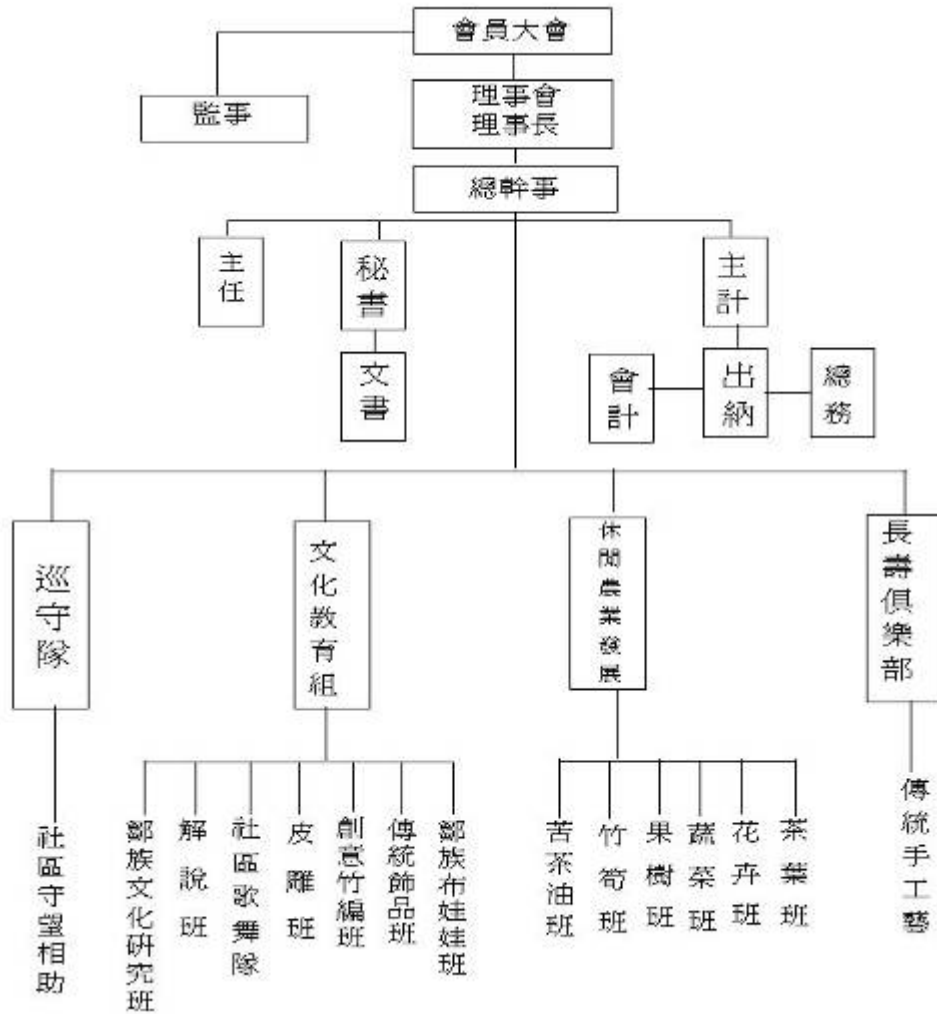 會員大會
監事
理事會
理事長
總幹事
主任
秘書
主計
文書
會計
出納
總務
巡守隊
文化教育組
休閒農業發展
長壽俱樂部
社區守望相助
鄒族文化研究班
解說班
社區歌舞隊
皮雕班
創意竹編班
傳統飾品班
鄒族布娃娃班
苦茶油班
竹筍班
果樹班
蔬菜班
花卉班
茶葉班
傳統手工藝